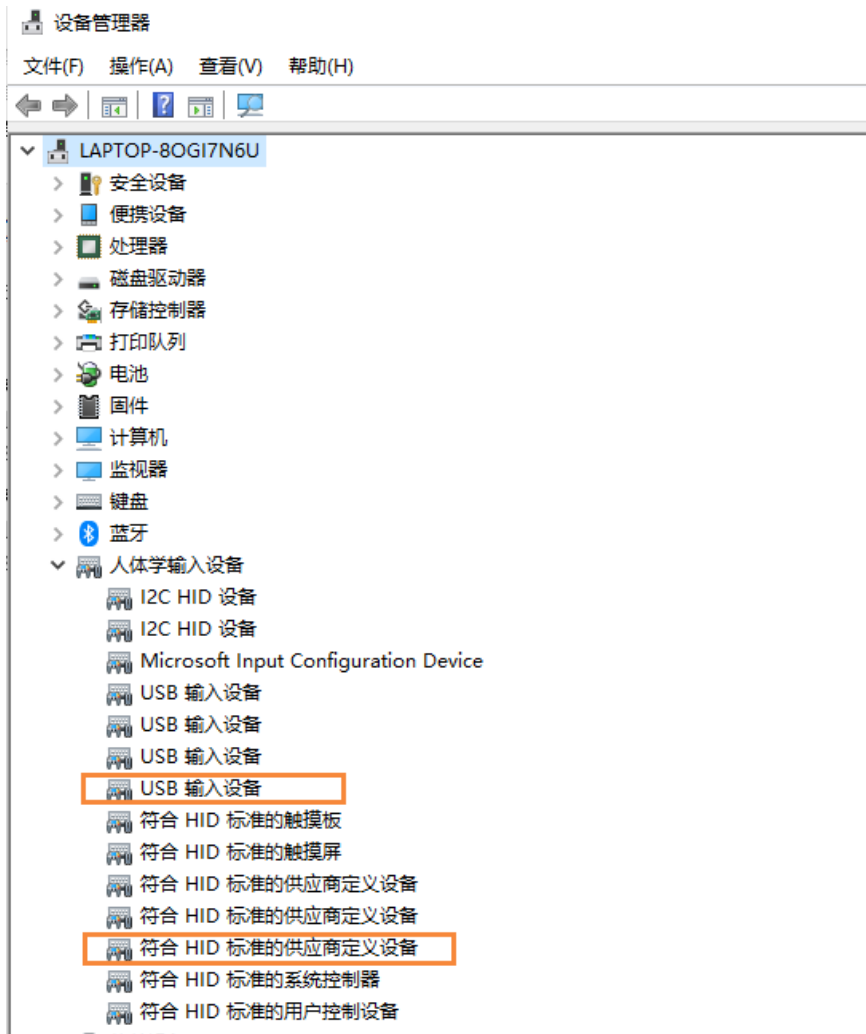 设备管理器
文件(F) 操作(A) 查看(V) 帮助(H)
LAPTOP-8OGI7N6U
安全设备
便携设备
处理器
磁盘驱动器
存储控制器
打印队列
电池
固件
计算机
监视器
键盘
蓝牙
人体学输入设备
I2C HID 设备
I2C HID 设备
Microsoft Input Configuration Device
USB 输入设备
USB 输入设备
USB 输入设备
USB 输入设备
符合 HID 标准的触摸板
符合 HID 标准的触摸屏
符合 HID 标准的供应商定义设备
符合 HID 标准的供应商定义设备
符合 HID 标准的供应商定义设备
符合 HID 标准的系统控制器
符合 HID 标准的用户控制设备